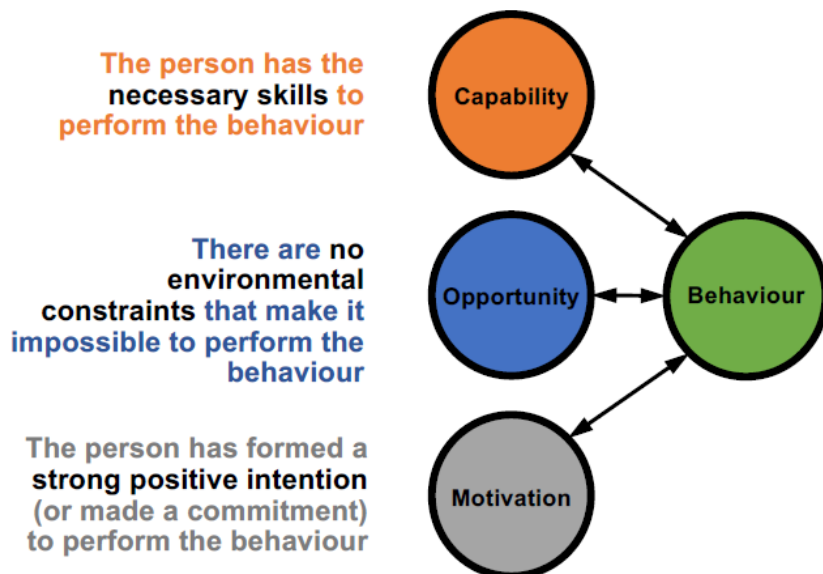 The person has the
necessary skills to
perform the behaviour
Capability
There are no
environmental
constraints that make it
impossible to perform the
behaviour
Opportunity
Behaviour
The person has formed a
strong positive intention
(or made a commitment)
to perform the behaviour
Motivation